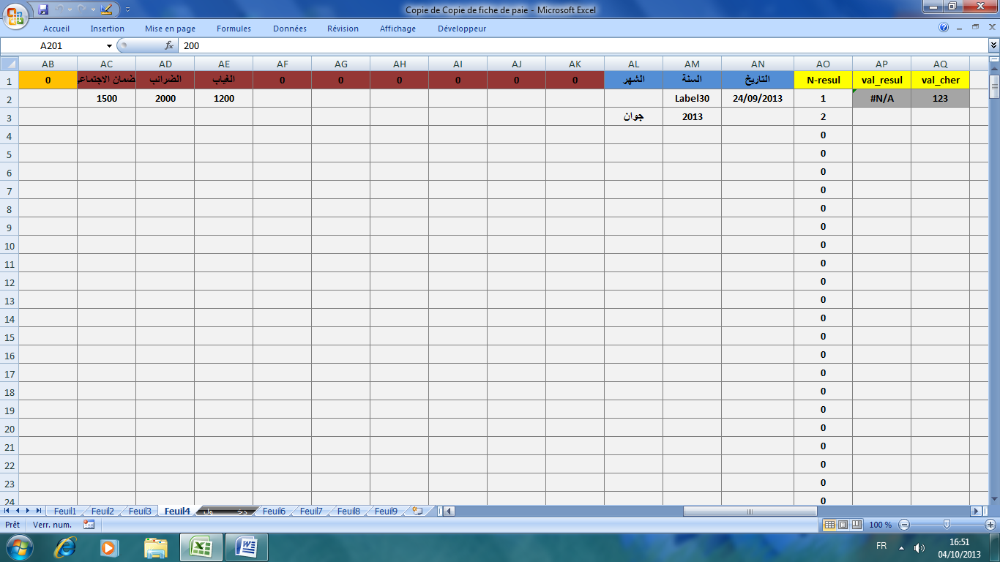 Copie de Copie de fiche de paie - Microsoft Excel
Accueil Insertion Mise en page Formules Données Révision Affichage Développeur
A201 fx 200
AB AC AD AE AF AG AH AI AJ AK AL AM AN AO AP AQ
1 0 ضمان الاجتماعي الضرائب الغياب 0 0 0 0 0 0 الشهر السنة التاريخ N-resul val_resul val_cher
2 1500 2000 1200 Label30 24/09/2013 1 #N/A 123
3 جوان 2013 2
4 0
5 0
6 0
7 0
8 0
9 0
10 0
11 0
12 0
13 0
14 0
15 0
16 0
17 0
18 0
19 0
20 0
21 0
22 0
23 0
24 0
Feuil1 Feuil2 Feuil3 Feuil4 دخـــــول Feuil6 Feuil7 Feuil8 Feuil9
Prêt Verr. num. 100 %
FR 16:51
04/10/2013